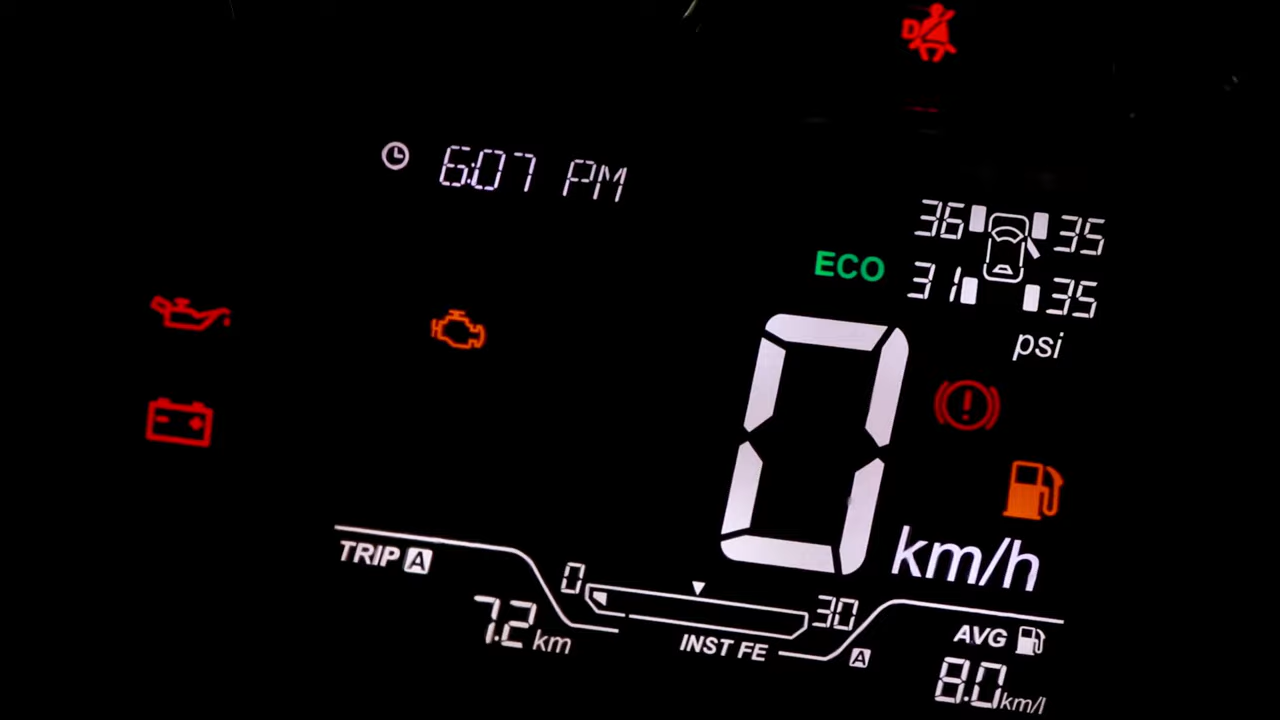 D
6:07 PM
36 35
ECO
31 35
psi
0
km/h
TRIP A
0 30
7.2 km
INST FE
A
AVG
8.0 km/l